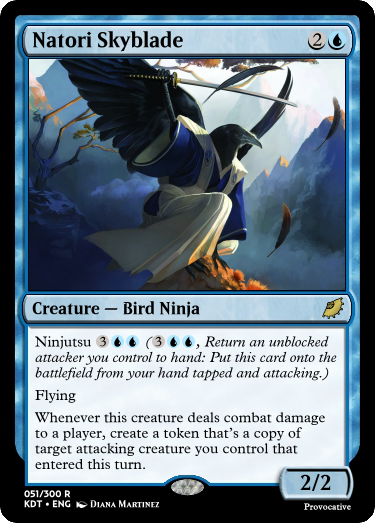 Natori Skyblade 2
Creature — Bird Ninja
Ninjutsu 3 (3, Return an unblocked
attacker you control to hand: Put this card onto the
battlefield from your hand tapped and attacking.)
Flying
Whenever this creature deals combat damage
to a player, create a token that's a copy of
target attacking creature you control that
entered this turn.
2/2
051/300 R
KDT • ENG Diana Martinez
Provocative